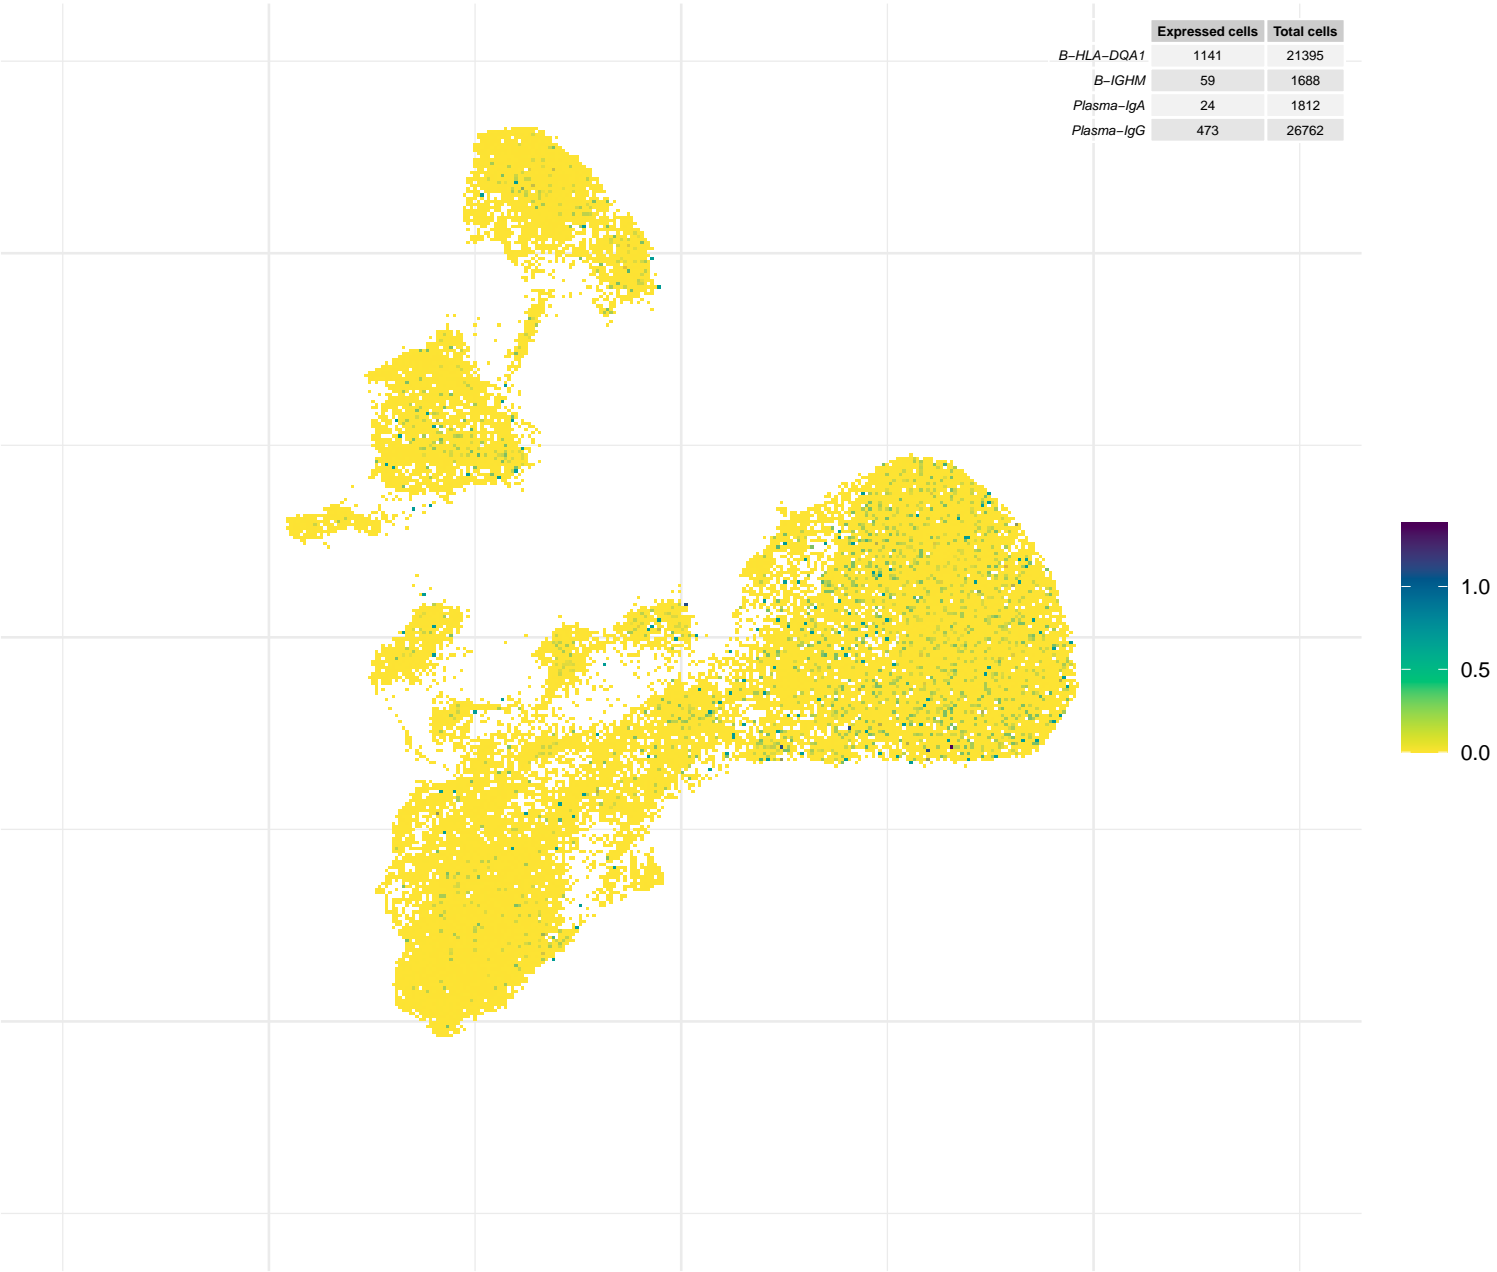 Expressed cells Total cells
B−HLA−DQA1 1141 21395
B−IGHM 59 1688
Plasma−IgA 24 1812
Plasma−IgG 473 26762
1.0
0.5
0.0